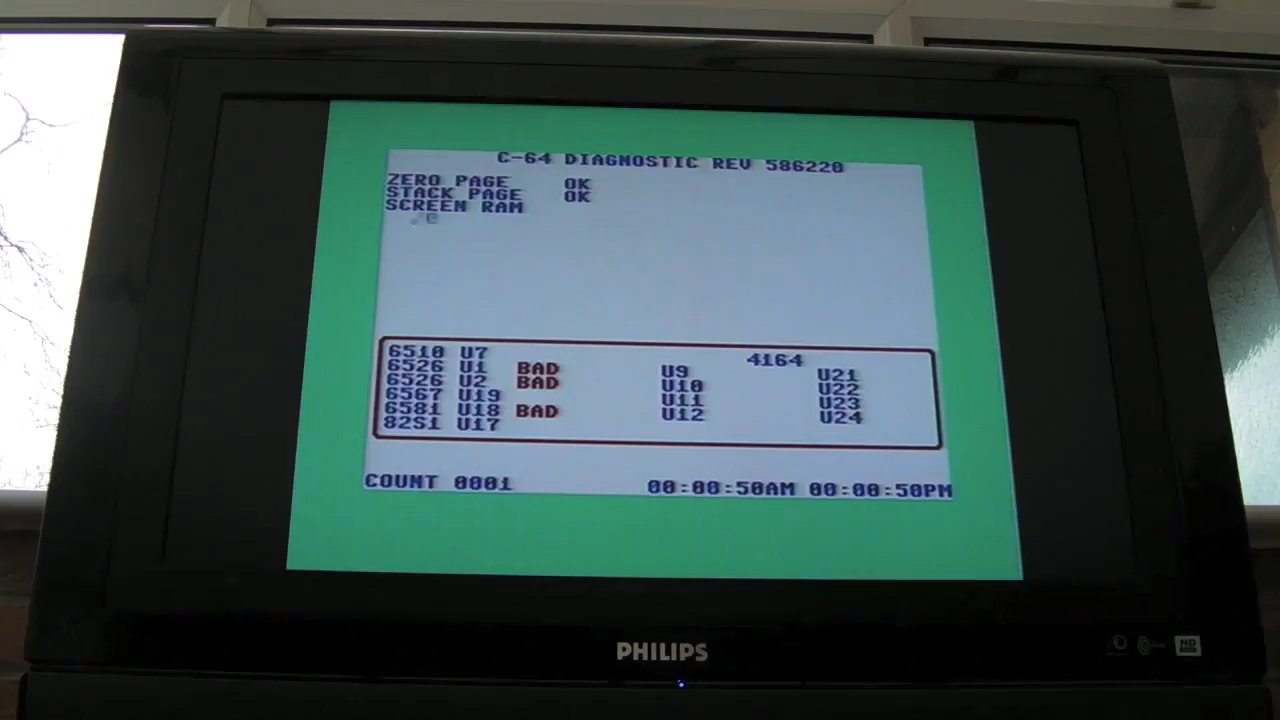 C-64 DIAGNOSTIC REV 586220
ZERO PAGE OK
STACK PAGE OK
SCREEN RAM
6510 U7
6526 U1 BAD
6526 U2 BAD
6567 U19
6581 U18 BAD
82S1 U17
4164
U9 U21
U10 U22
U11 U23
U12 U24
COUNT 0001 00:00:50AM 00:00:50PM
PHILIPS
HD